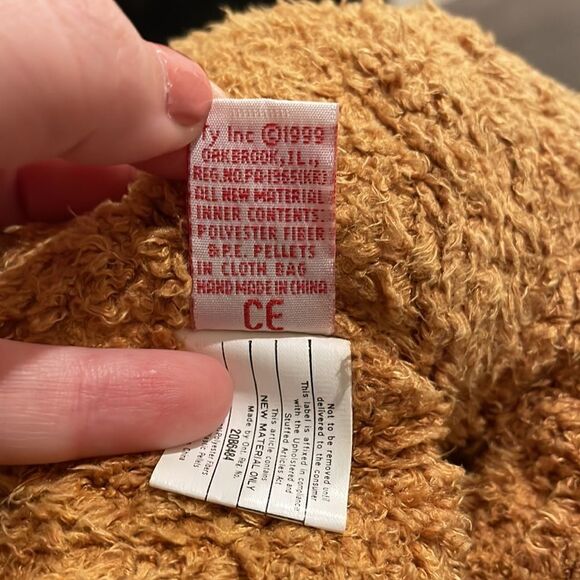 Ty Inc ©1999
OAKBROOK, IL.,
REG.NO.PA-1965(KR)
ALL NEW MATERIAL
INNER CONTENTS:
POLYESTER FIBER
& P.E. PELLETS
IN CLOTH BAG
HAND MADE IN CHINA
CE
Not to be removed until
delivered to the consumer
This label is affixed in compliance
with the Upholstered and
Stuffed Articles Act
This article contains
NEW MATERIAL ONLY
Made by Ont. Reg. No.
20B6484